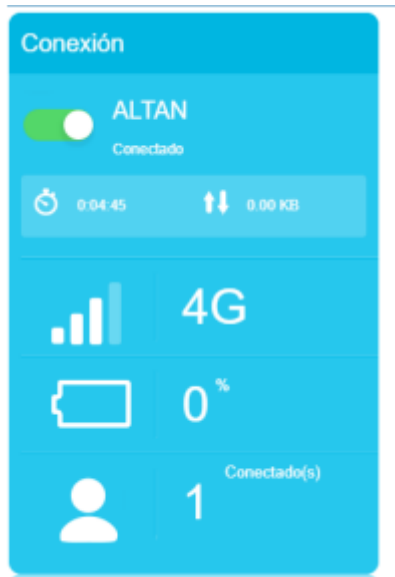 Conexión
ALTAN
Conectado
0:04:45 0.00 KB
4G
0 %
1 Conectado(s)